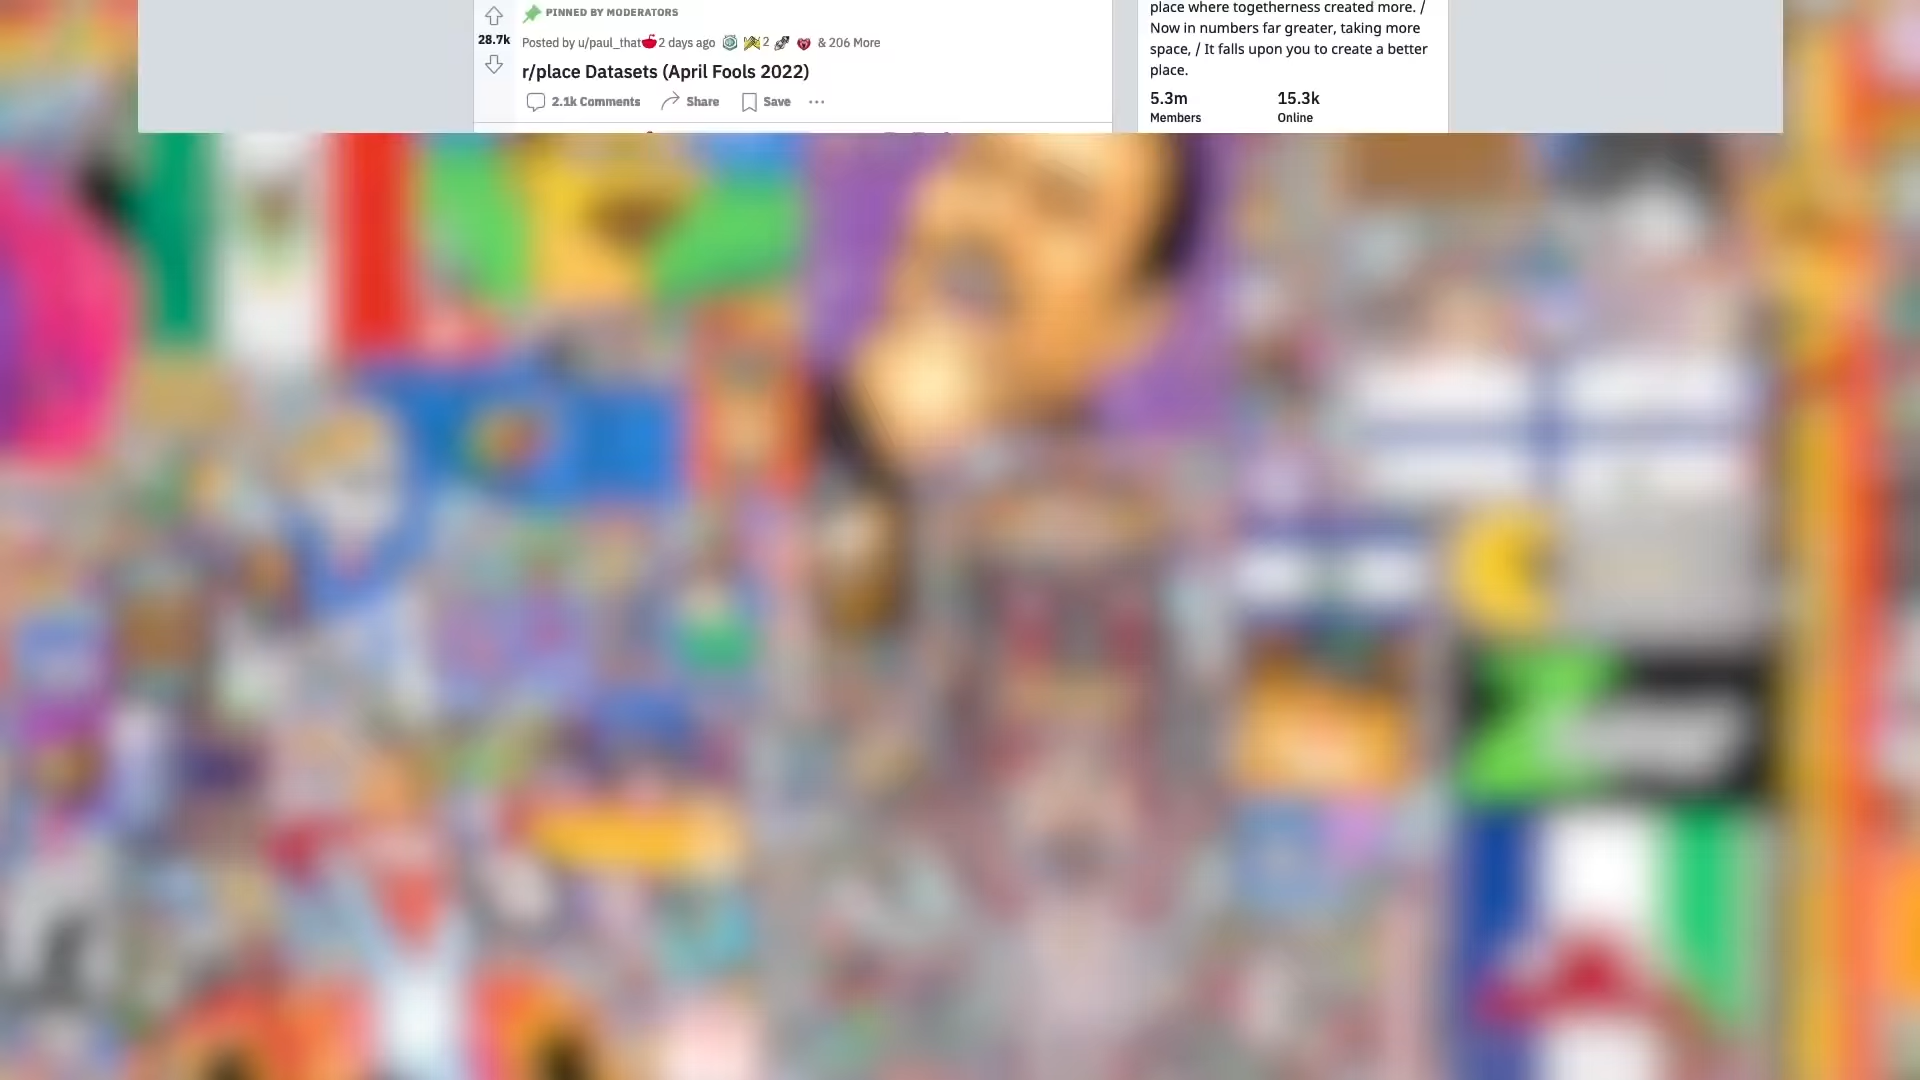 PINNED BY MODERATORS
28.7k
Posted by u/paul_that 2 days ago 2 & 206 More
r/place Datasets (April Fools 2022)
2.1k Comments Share Save
place where togetherness created more. /
Now in numbers far greater, taking more
space, / It falls upon you to create a better
place.
5.3m 15.3k
Members Online